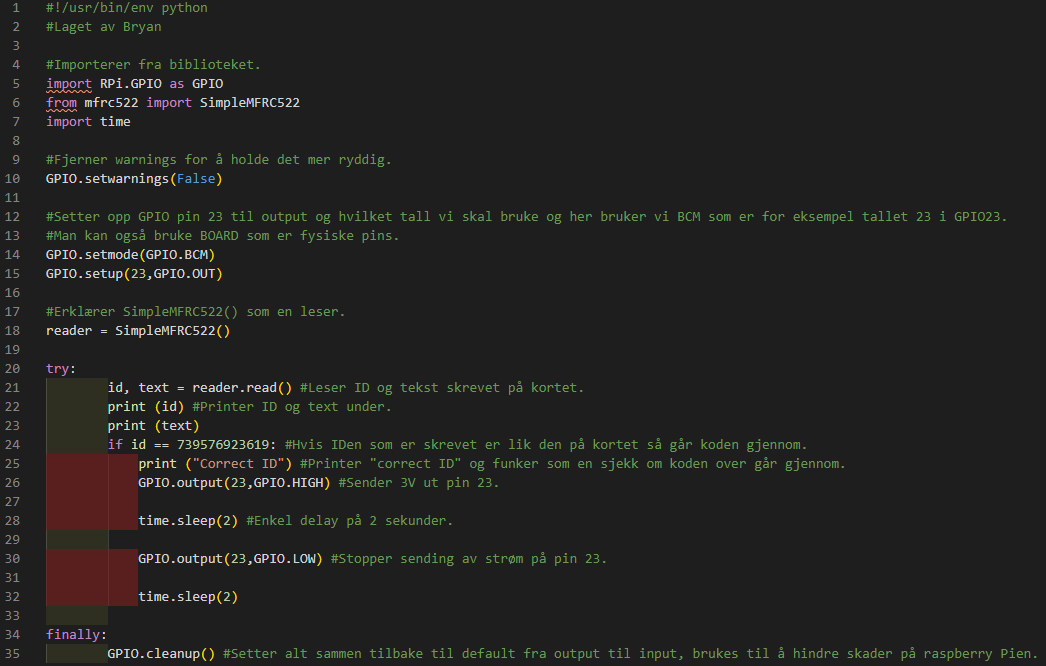 1 #!/usr/bin/env python
2 #Laget av Bryan
3
4 #Importerer fra biblioteket.
5 import RPi.GPIO as GPIO
6 from mfrc522 import SimpleMFRC522
7 import time
8
9 #Fjerner warnings for å holde det mer ryddig.
10 GPIO.setwarnings(False)
11
12 #Setter opp GPIO pin 23 til output og hvilket tall vi skal bruke og her bruker vi BCM som er for eksempel tallet 23 i GPIO23.
13 #Man kan også bruke BOARD som er fysiske pins.
14 GPIO.setmode(GPIO.BCM)
15 GPIO.setup(23,GPIO.OUT)
16
17 #Erklærer SimpleMFRC522() som en leser.
18 reader = SimpleMFRC522()
19
20 try:
21         id, text = reader.read() #Leser ID og tekst skrevet på kortet.
22         print (id) #Printer ID og text under.
23         print (text)
24         if id == 739576923619: #Hvis IDen som er skrevet er lik den på kortet så går koden gjennom.
25             print ("Correct ID") #Printer "correct ID" og funker som en sjekk om koden over går gjennom.
26             GPIO.output(23,GPIO.HIGH) #Sender 3V ut pin 23.
27
28             time.sleep(2) #Enkel delay på 2 sekunder.
29
30             GPIO.output(23,GPIO.LOW) #Stopper sending av strøm på pin 23.
31
32             time.sleep(2)
33
34 finally:
35         GPIO.cleanup() #Setter alt sammen tilbake til default fra output til input, brukes til å hindre skader på raspberry Pien.